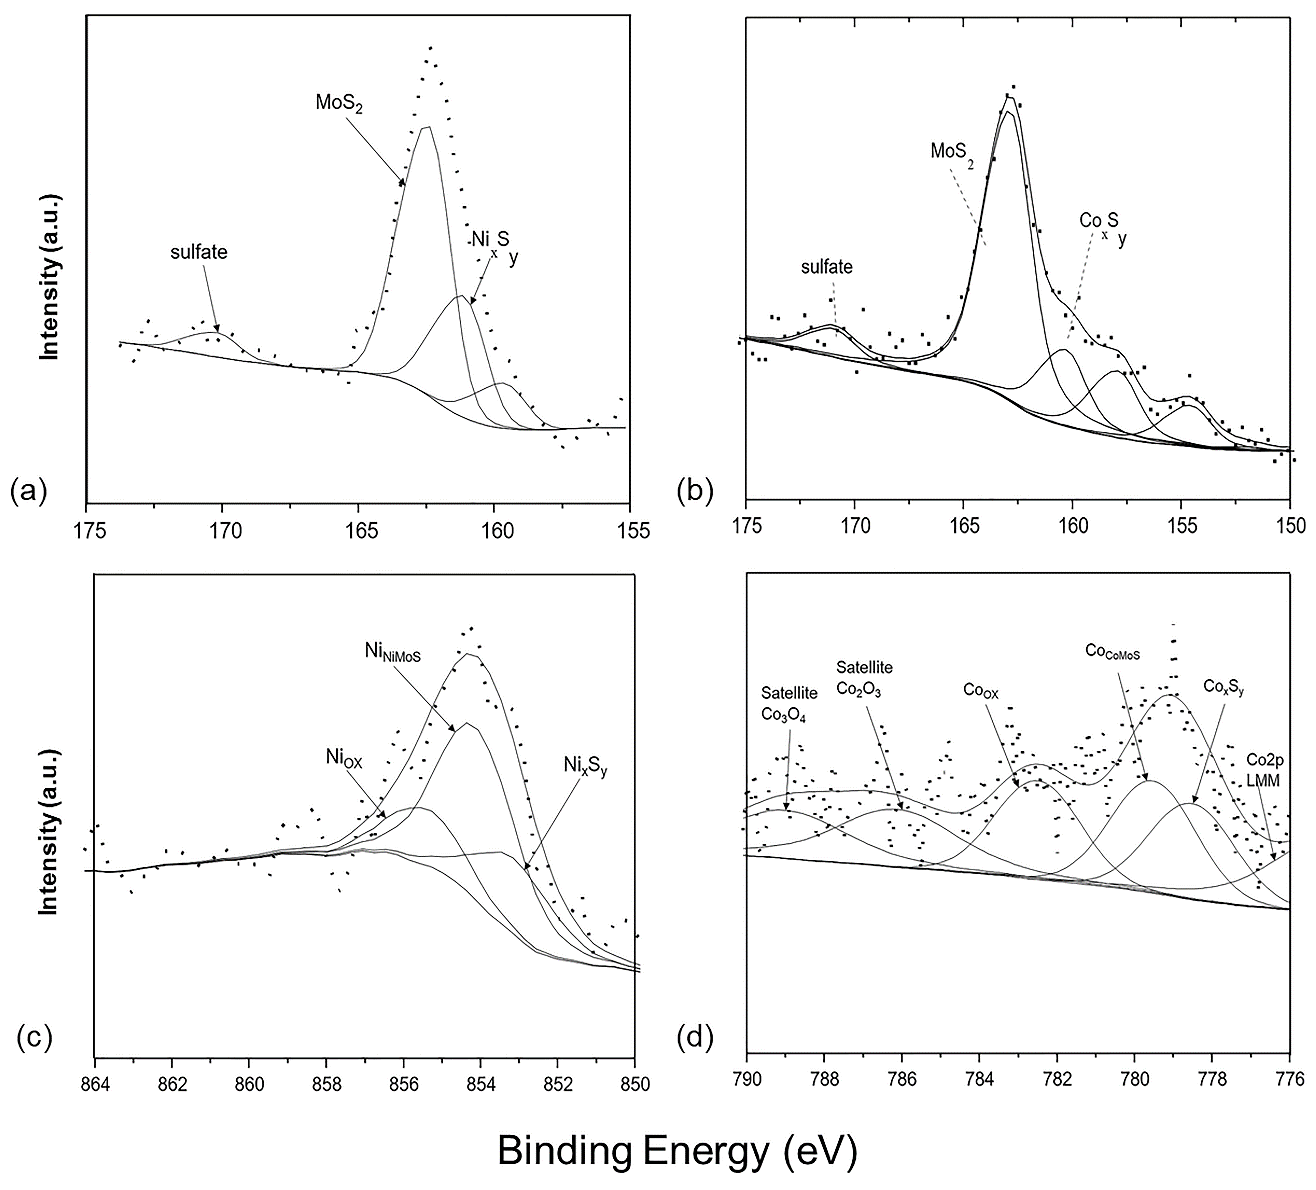 Intensity (a.u.)
MoS2
NixSy
sulfate
(a)
175 170 165 160 155
MoS2
CoxSy
sulfate
(b)
175 170 165 160 155 150
Intensity (a.u.)
NiNiMoS
NiOX
NixSy
(c)
864 862 860 858 856 854 852 850
CoCoMoS
Satellite
Co2O3
CoOX
CoxSy
Satellite
Co3O4
Co2p
LMM
(d)
790 788 786 784 782 780 778 776
Binding Energy (eV)